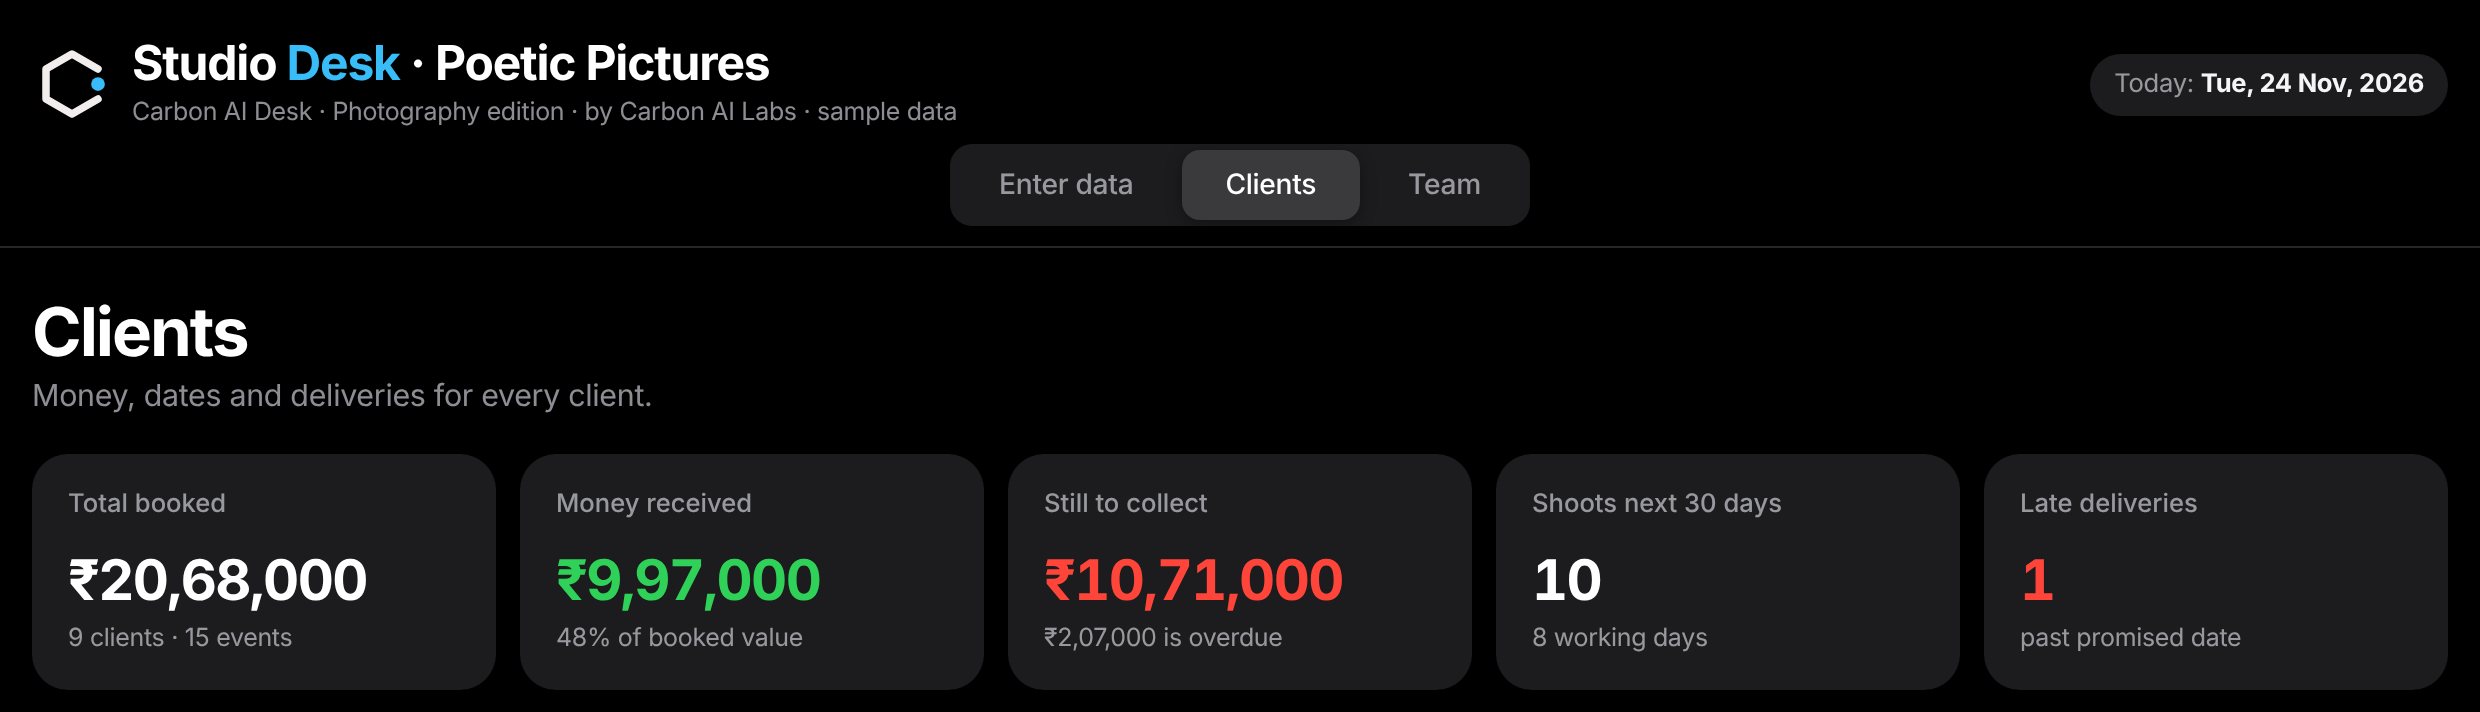 Studio Desk · Poetic Pictures
Carbon AI Desk · Photography edition · by Carbon AI Labs · sample data
Today: Tue, 24 Nov, 2026
Enter data
Clients
Team
Clients
Money, dates and deliveries for every client.
Total booked
₹20,68,000
9 clients · 15 events
Money received
₹9,97,000
48% of booked value
Still to collect
₹10,71,000
₹2,07,000 is overdue
Shoots next 30 days
10
8 working days
Late deliveries
1
past promised date